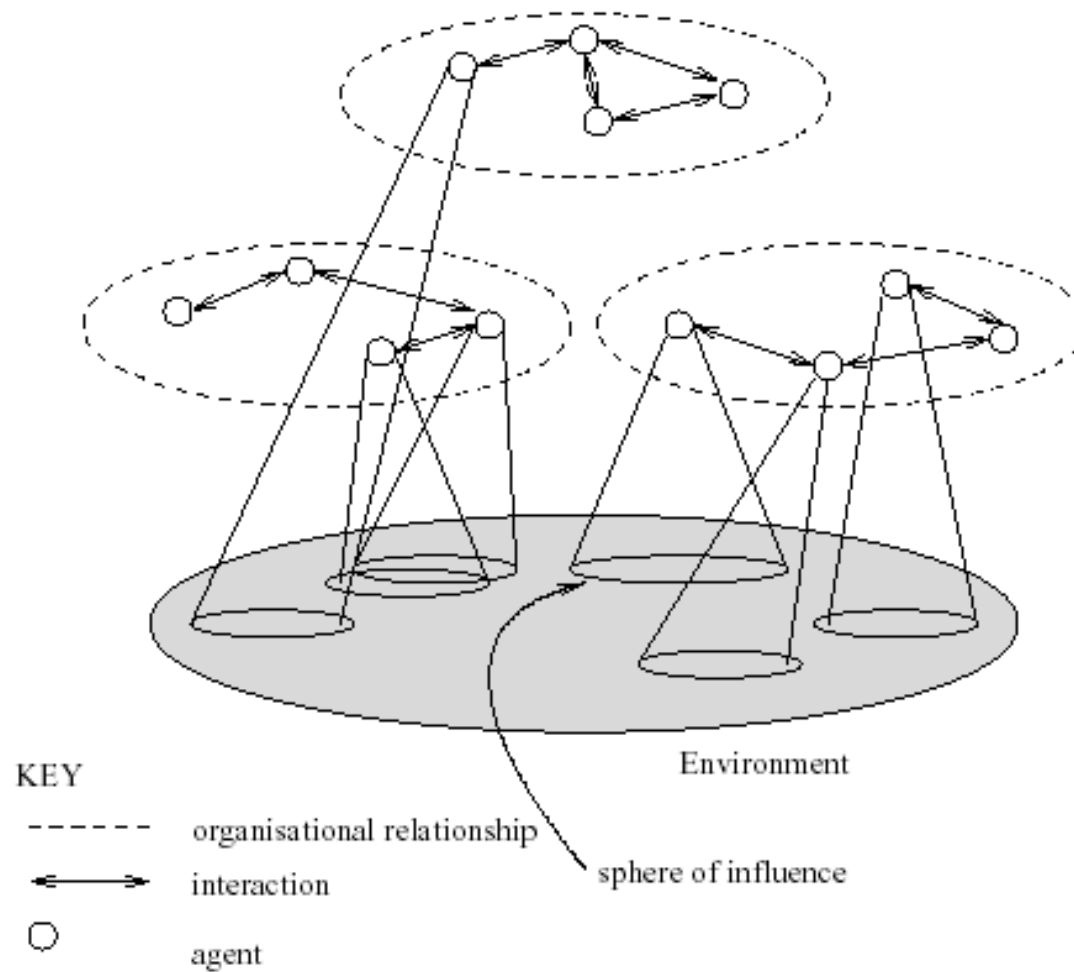 Environment
KEY
organisational relationship
sphere of influence
interaction
agent